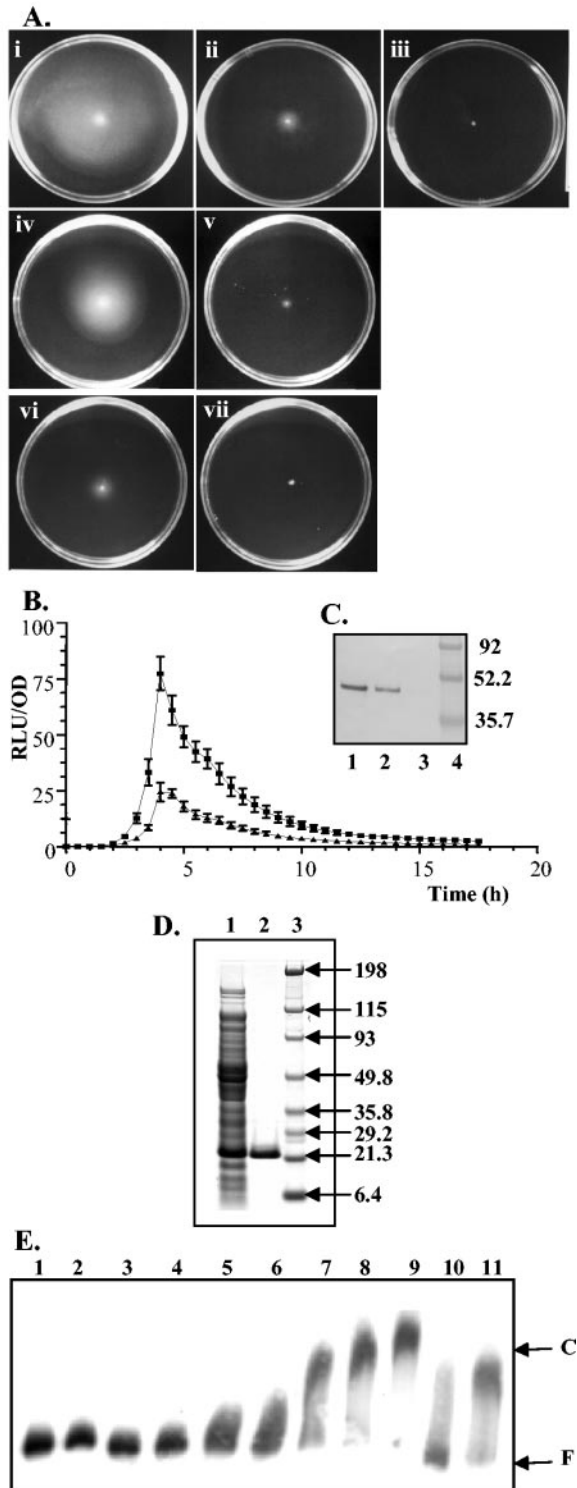 A.
i ii iii
iv v
vi vii
B.
100
75
50
25
0
RLU/OD
0 5 10 15 20
Time (h)
C.
92
52.2
35.7
1 2 3 4
D.
1 2 3
198
115
93
49.8
35.8
29.2
21.3
6.4
E.
1 2 3 4 5 6 7 8 9 10 11
C
F